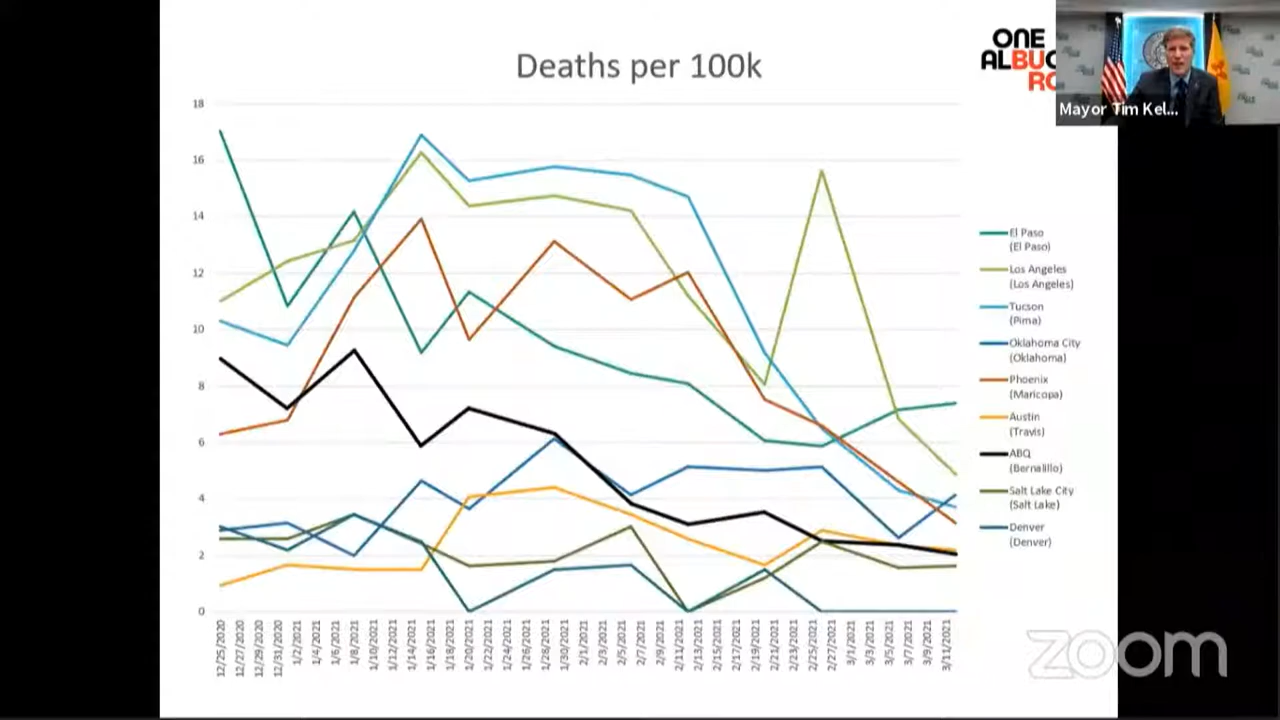 Deaths per 100k
ONE
ALBUQ
RQ
Mayor Tim Kel...
18
16
14
12
10
8
6
4
2
0
El Paso
(El Paso)
Los Angeles
(Los Angeles)
Tucson
(Pima)
Oklahoma City
(Oklahoma)
Phoenix
(Maricopa)
Austin
(Travis)
ABQ
(Bernalillo)
Salt Lake City
(Salt Lake)
Denver
(Denver)
12/25/2020
12/27/2020
12/29/2020
12/31/2020
1/2/2021
1/4/2021
1/6/2021
1/8/2021
1/10/2021
1/12/2021
1/14/2021
1/16/2021
1/18/2021
1/20/2021
1/22/2021
1/24/2021
1/26/2021
1/28/2021
1/30/2021
2/1/2021
2/3/2021
2/5/2021
2/7/2021
2/9/2021
2/11/2021
2/13/2021
2/15/2021
2/17/2021
2/19/2021
2/21/2021
2/23/2021
2/25/2021
2/27/2021
3/1/2021
3/3/2021
3/5/2021
3/7/2021
3/9/2021
3/11/2021
zoom